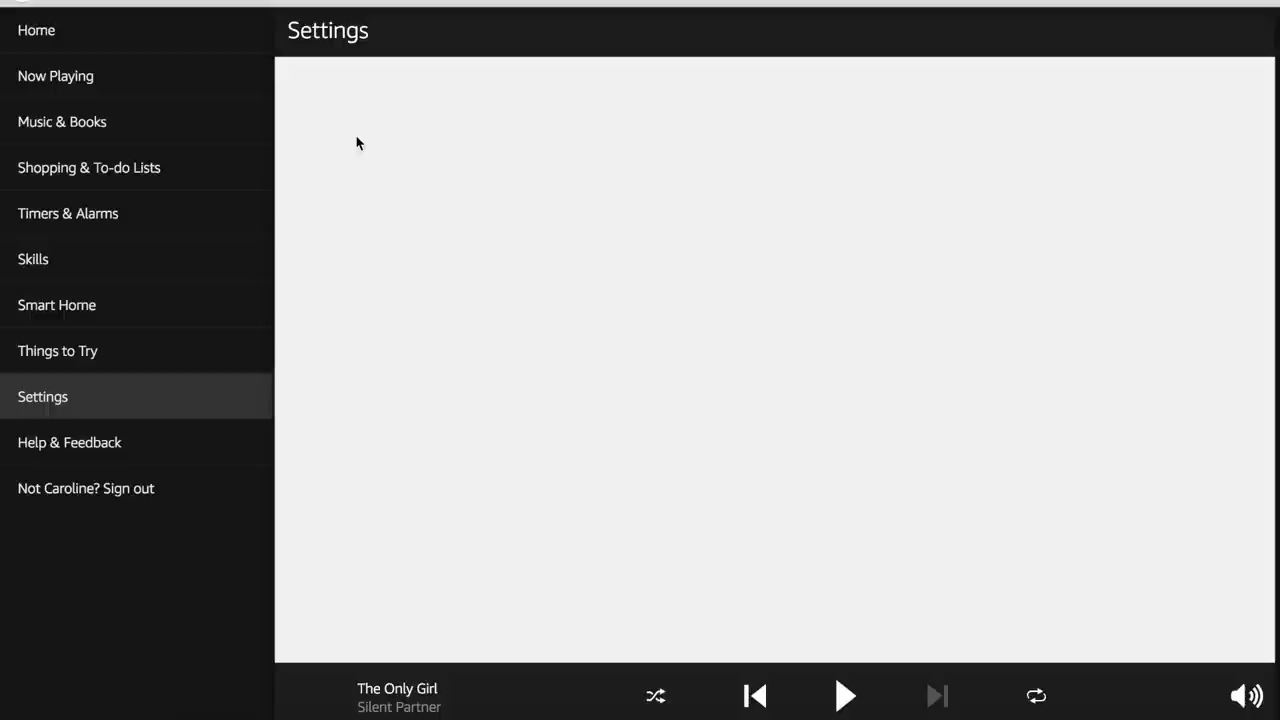 Home
Now Playing
Music & Books
Shopping & To-do Lists
Timers & Alarms
Skills
Smart Home
Things to Try
Settings
Help & Feedback
Not Caroline? Sign out
Settings
The Only Girl
Silent Partner